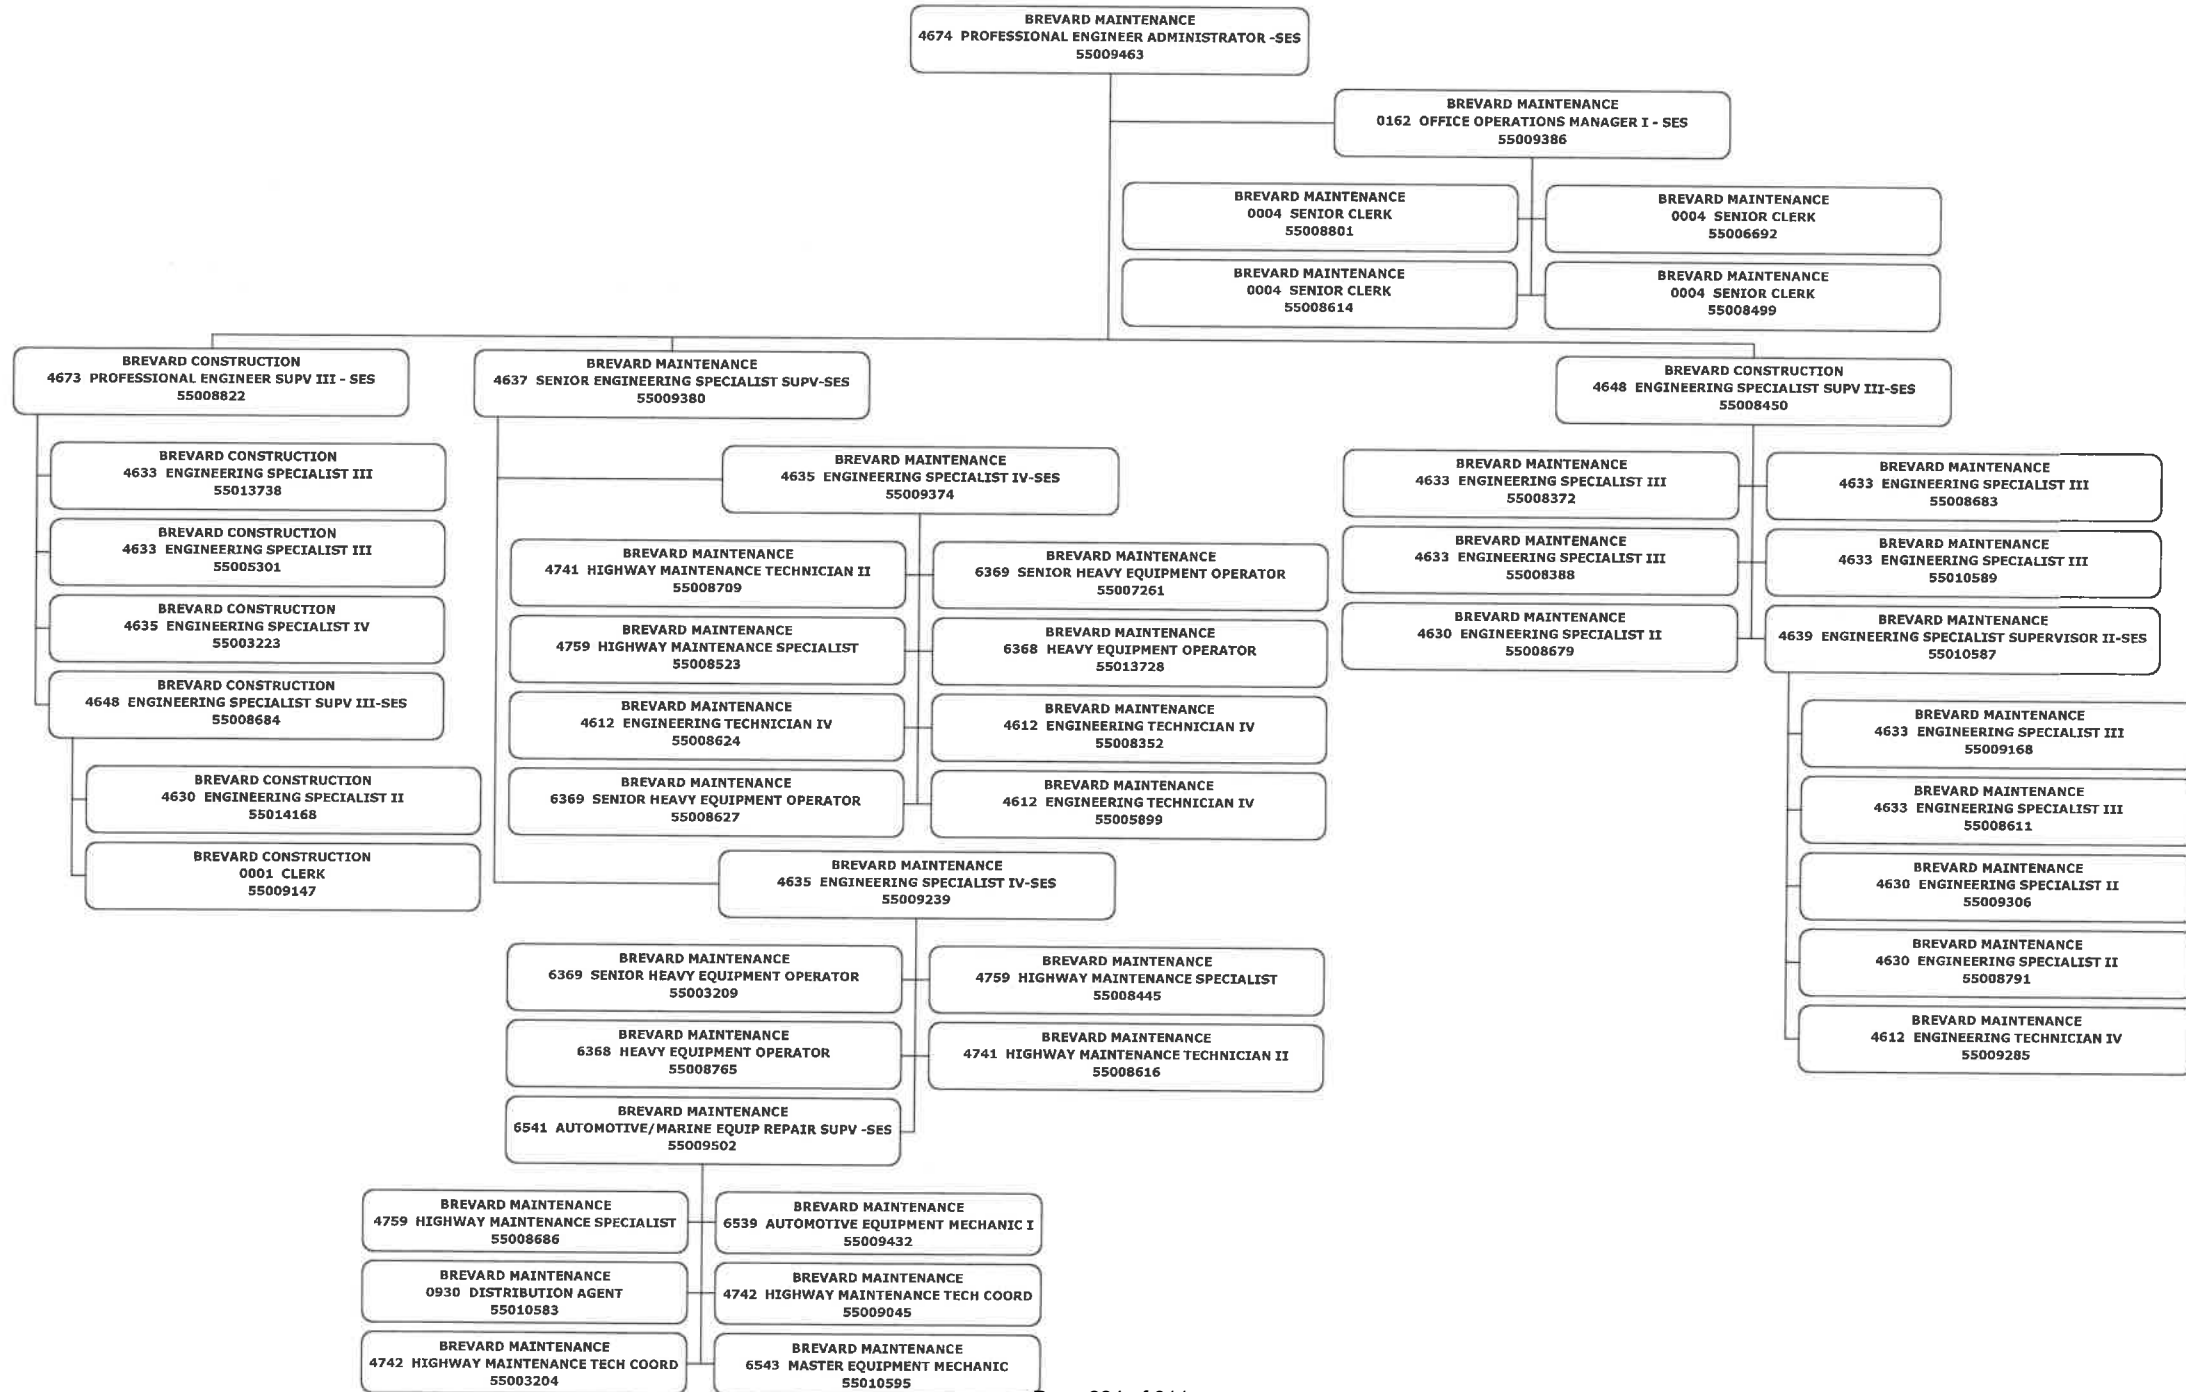 BREVARD MAINTENANCE
4674 PROFESSIONAL ENGINEER ADMINISTRATOR -SES
55009463
BREVARD MAINTENANCE
0162 OFFICE OPERATIONS MANAGER I - SES
55009386
BREVARD MAINTENANCE
0004 SENIOR CLERK
55008801
BREVARD MAINTENANCE
0004 SENIOR CLERK
55006692
BREVARD MAINTENANCE
0004 SENIOR CLERK
55008614
BREVARD MAINTENANCE
0004 SENIOR CLERK
55008499
BREVARD CONSTRUCTION
4673 PROFESSIONAL ENGINEER SUPV III - SES
55008822
BREVARD CONSTRUCTION
4633 ENGINEERING SPECIALIST III
55013738
BREVARD CONSTRUCTION
4633 ENGINEERING SPECIALIST III
55005301
BREVARD CONSTRUCTION
4635 ENGINEERING SPECIALIST IV
55003223
BREVARD CONSTRUCTION
4648 ENGINEERING SPECIALIST SUPV III-SES
55008684
BREVARD CONSTRUCTION
4630 ENGINEERING SPECIALIST II
55014168
BREVARD CONSTRUCTION
0001 CLERK
55009147
BREVARD MAINTENANCE
4637 SENIOR ENGINEERING SPECIALIST SUPV-SES
55009380
BREVARD MAINTENANCE
4635 ENGINEERING SPECIALIST IV-SES
55009374
BREVARD MAINTENANCE
4741 HIGHWAY MAINTENANCE TECHNICIAN II
55008709
BREVARD MAINTENANCE
6369 SENIOR HEAVY EQUIPMENT OPERATOR
55007261
BREVARD MAINTENANCE
4759 HIGHWAY MAINTENANCE SPECIALIST
55008523
BREVARD MAINTENANCE
6368 HEAVY EQUIPMENT OPERATOR
55013728
BREVARD MAINTENANCE
4612 ENGINEERING TECHNICIAN IV
55008624
BREVARD MAINTENANCE
4612 ENGINEERING TECHNICIAN IV
55008352
BREVARD MAINTENANCE
6369 SENIOR HEAVY EQUIPMENT OPERATOR
55008627
BREVARD MAINTENANCE
4612 ENGINEERING TECHNICIAN IV
55005899
BREVARD MAINTENANCE
4635 ENGINEERING SPECIALIST IV-SES
55009239
BREVARD MAINTENANCE
6369 SENIOR HEAVY EQUIPMENT OPERATOR
55003209
BREVARD MAINTENANCE
4759 HIGHWAY MAINTENANCE SPECIALIST
55008445
BREVARD MAINTENANCE
6368 HEAVY EQUIPMENT OPERATOR
55008765
BREVARD MAINTENANCE
4741 HIGHWAY MAINTENANCE TECHNICIAN II
55008616
BREVARD MAINTENANCE
6541 AUTOMOTIVE/MARINE EQUIP REPAIR SUPV -SES
55009502
BREVARD MAINTENANCE
4759 HIGHWAY MAINTENANCE SPECIALIST
55008686
BREVARD MAINTENANCE
6539 AUTOMOTIVE EQUIPMENT MECHANIC I
55009432
BREVARD MAINTENANCE
0930 DISTRIBUTION AGENT
55010583
BREVARD MAINTENANCE
4742 HIGHWAY MAINTENANCE TECH COORD
55009045
BREVARD MAINTENANCE
4742 HIGHWAY MAINTENANCE TECH COORD
55003204
BREVARD MAINTENANCE
6543 MASTER EQUIPMENT MECHANIC
55010595
BREVARD CONSTRUCTION
4648 ENGINEERING SPECIALIST SUPV III-SES
55008450
BREVARD MAINTENANCE
4633 ENGINEERING SPECIALIST III
55008372
BREVARD MAINTENANCE
4633 ENGINEERING SPECIALIST III
55008683
BREVARD MAINTENANCE
4633 ENGINEERING SPECIALIST III
55008388
BREVARD MAINTENANCE
4633 ENGINEERING SPECIALIST III
55010589
BREVARD MAINTENANCE
4630 ENGINEERING SPECIALIST II
55008679
BREVARD MAINTENANCE
4639 ENGINEERING SPECIALIST SUPERVISOR II-SES
55010587
BREVARD MAINTENANCE
4633 ENGINEERING SPECIALIST III
55009168
BREVARD MAINTENANCE
4633 ENGINEERING SPECIALIST III
55008611
BREVARD MAINTENANCE
4630 ENGINEERING SPECIALIST II
55009306
BREVARD MAINTENANCE
4630 ENGINEERING SPECIALIST II
55008791
BREVARD MAINTENANCE
4612 ENGINEERING TECHNICIAN IV
55009285